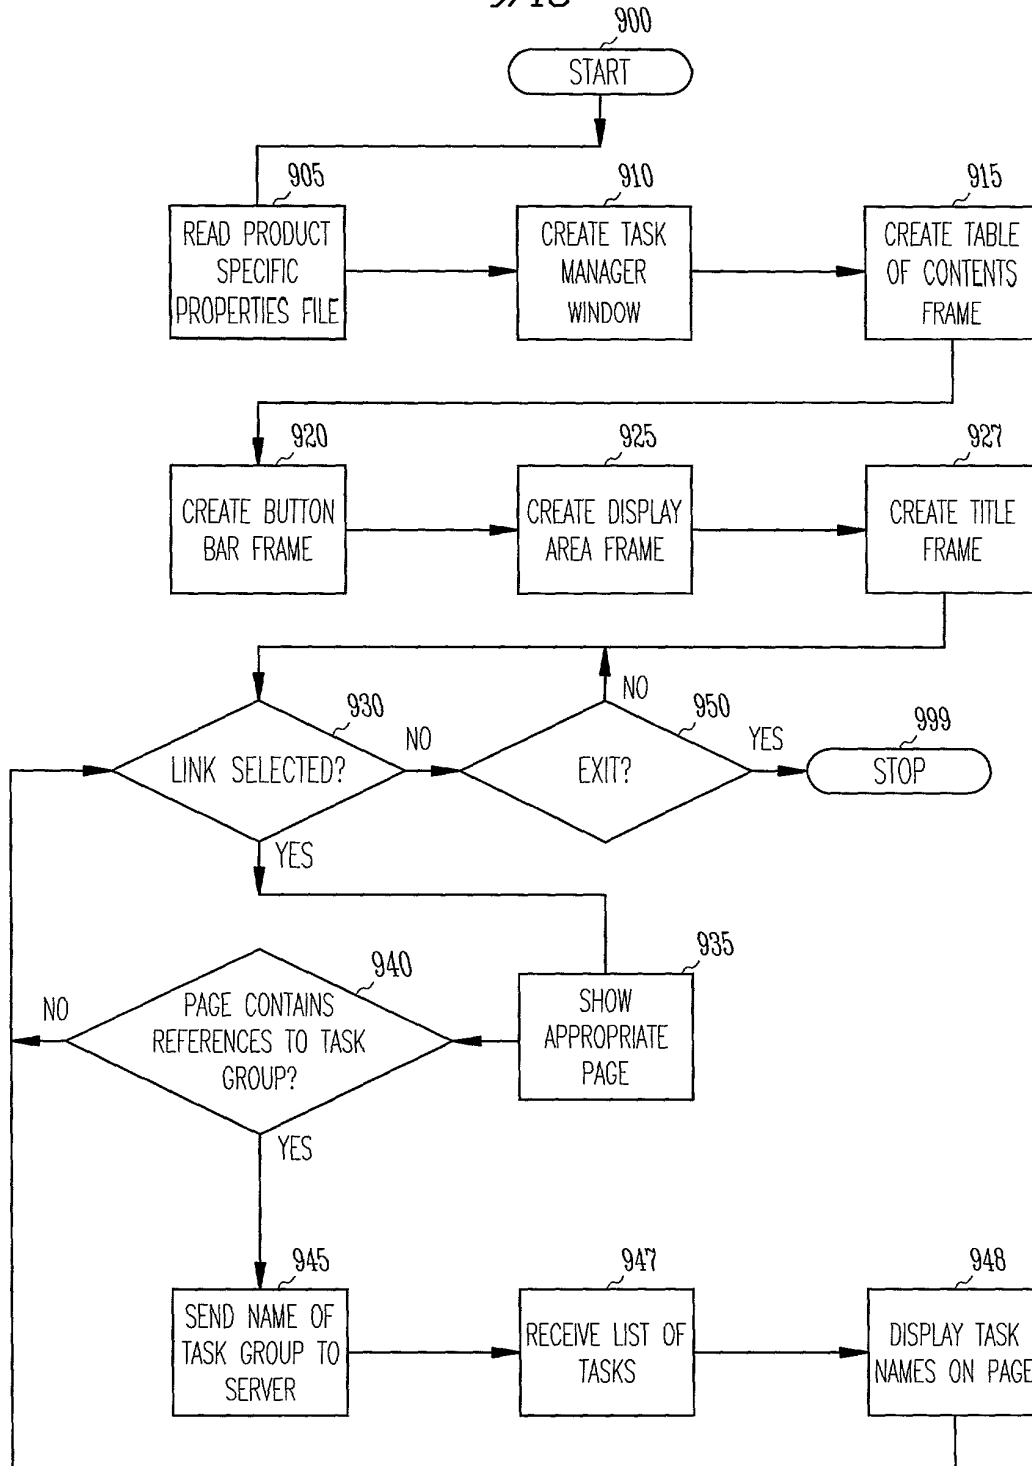 900
START
905
READ PRODUCT
SPECIFIC
PROPERTIES FILE
910
CREATE TASK
MANAGER
WINDOW
915
CREATE TABLE
OF CONTENTS
FRAME
920
CREATE BUTTON
BAR FRAME
925
CREATE DISPLAY
AREA FRAME
927
CREATE TITLE
FRAME
930
LINK SELECTED?
NO
YES
950
EXIT?
NO
YES
999
STOP
935
SHOW
APPROPRIATE
PAGE
940
PAGE CONTAINS
REFERENCES TO TASK
GROUP?
NO
YES
945
SEND NAME OF
TASK GROUP TO
SERVER
947
RECEIVE LIST OF
TASKS
948
DISPLAY TASK
NAMES ON PAGE